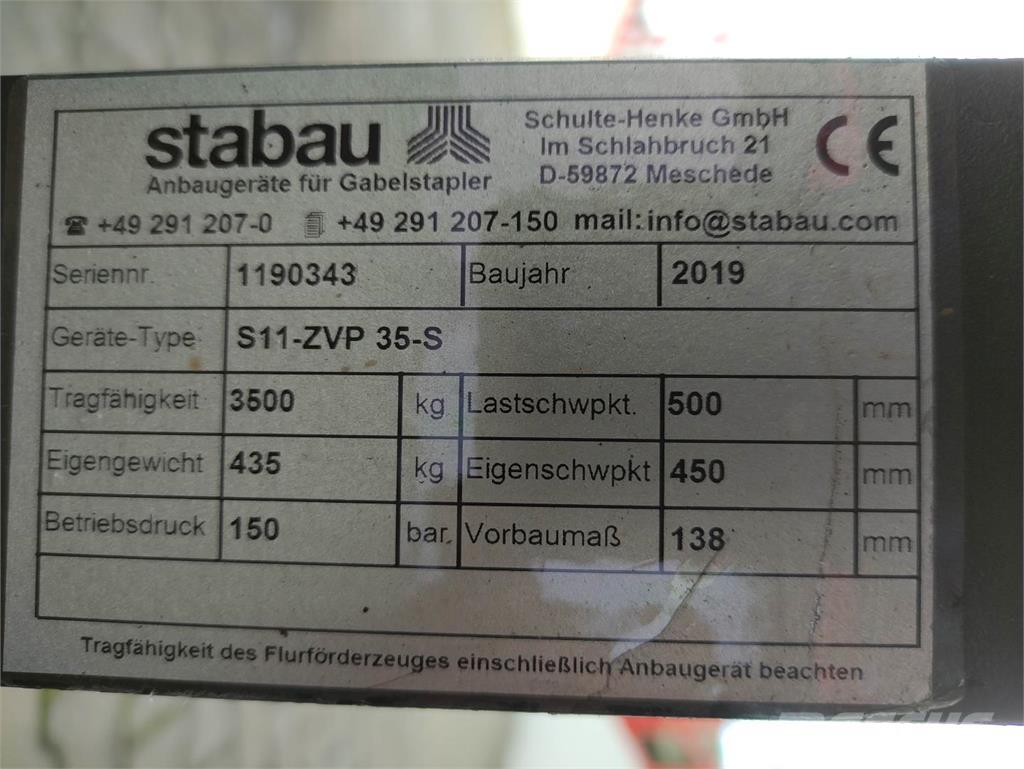 stabau
Anbaugeräte für Gabelstapler
Schulte-Henke GmbH
Im Schlahbruch 21
D-59872 Meschede
CE
+49 291 207-0 +49 291 207-150 mail: info@stabau.com
Seriennr. 1190343 Baujahr 2019
Geräte-Type S11-ZVP 35-S
Tragfähigkeit 3500 kg Lastschwpkt. 500 mm
Eigengewicht 435 kg Eigenschwpkt 450 mm
Betriebsdruck 150 bar. Vorbaumaß 138 mm
Tragfähigkeit des Flurförderzeuges einschließlich Anbaugerät beachten